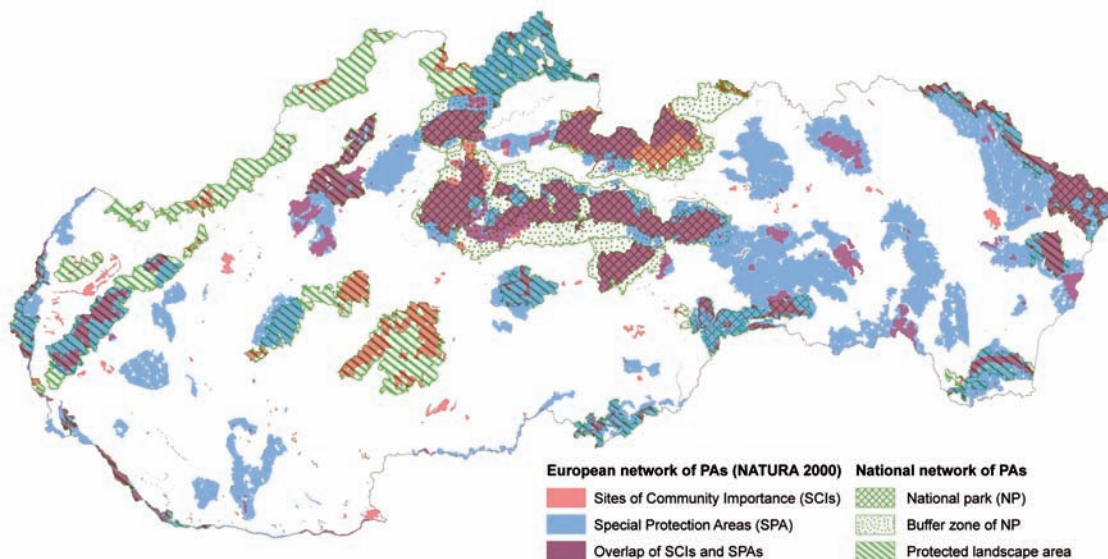 European network of PAs (NATURA 2000)
Sites of Community Importance (SCIs)
Special Protection Areas (SPA)
Overlap of SCIs and SPAs
National network of PAs
National park (NP)
Buffer zone of NP
Protected landscape area